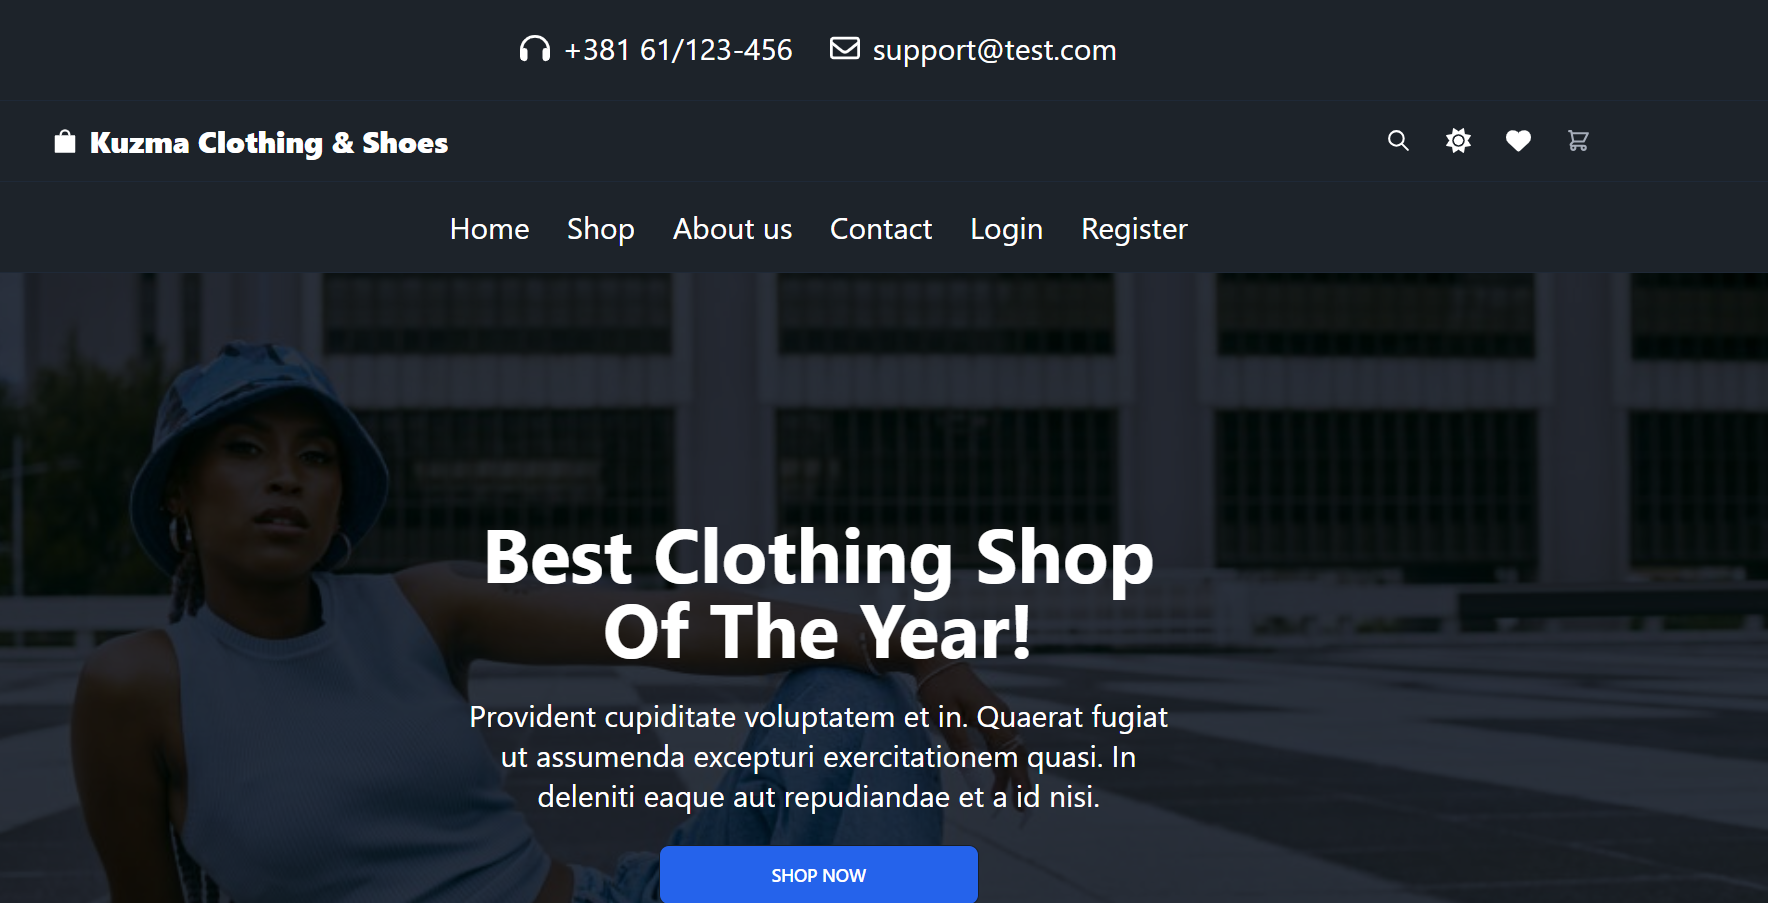 +381 61/123-456 support@test.com
Kuzma Clothing & Shoes
Home Shop About us Contact Login Register
Best Clothing Shop
Of The Year!
Provident cupiditate voluptatem et in. Quaerat fugiat
ut assumenda excepturi exercitationem quasi. In
deleniti eaque aut repudiandae et a id nisi.
SHOP NOW